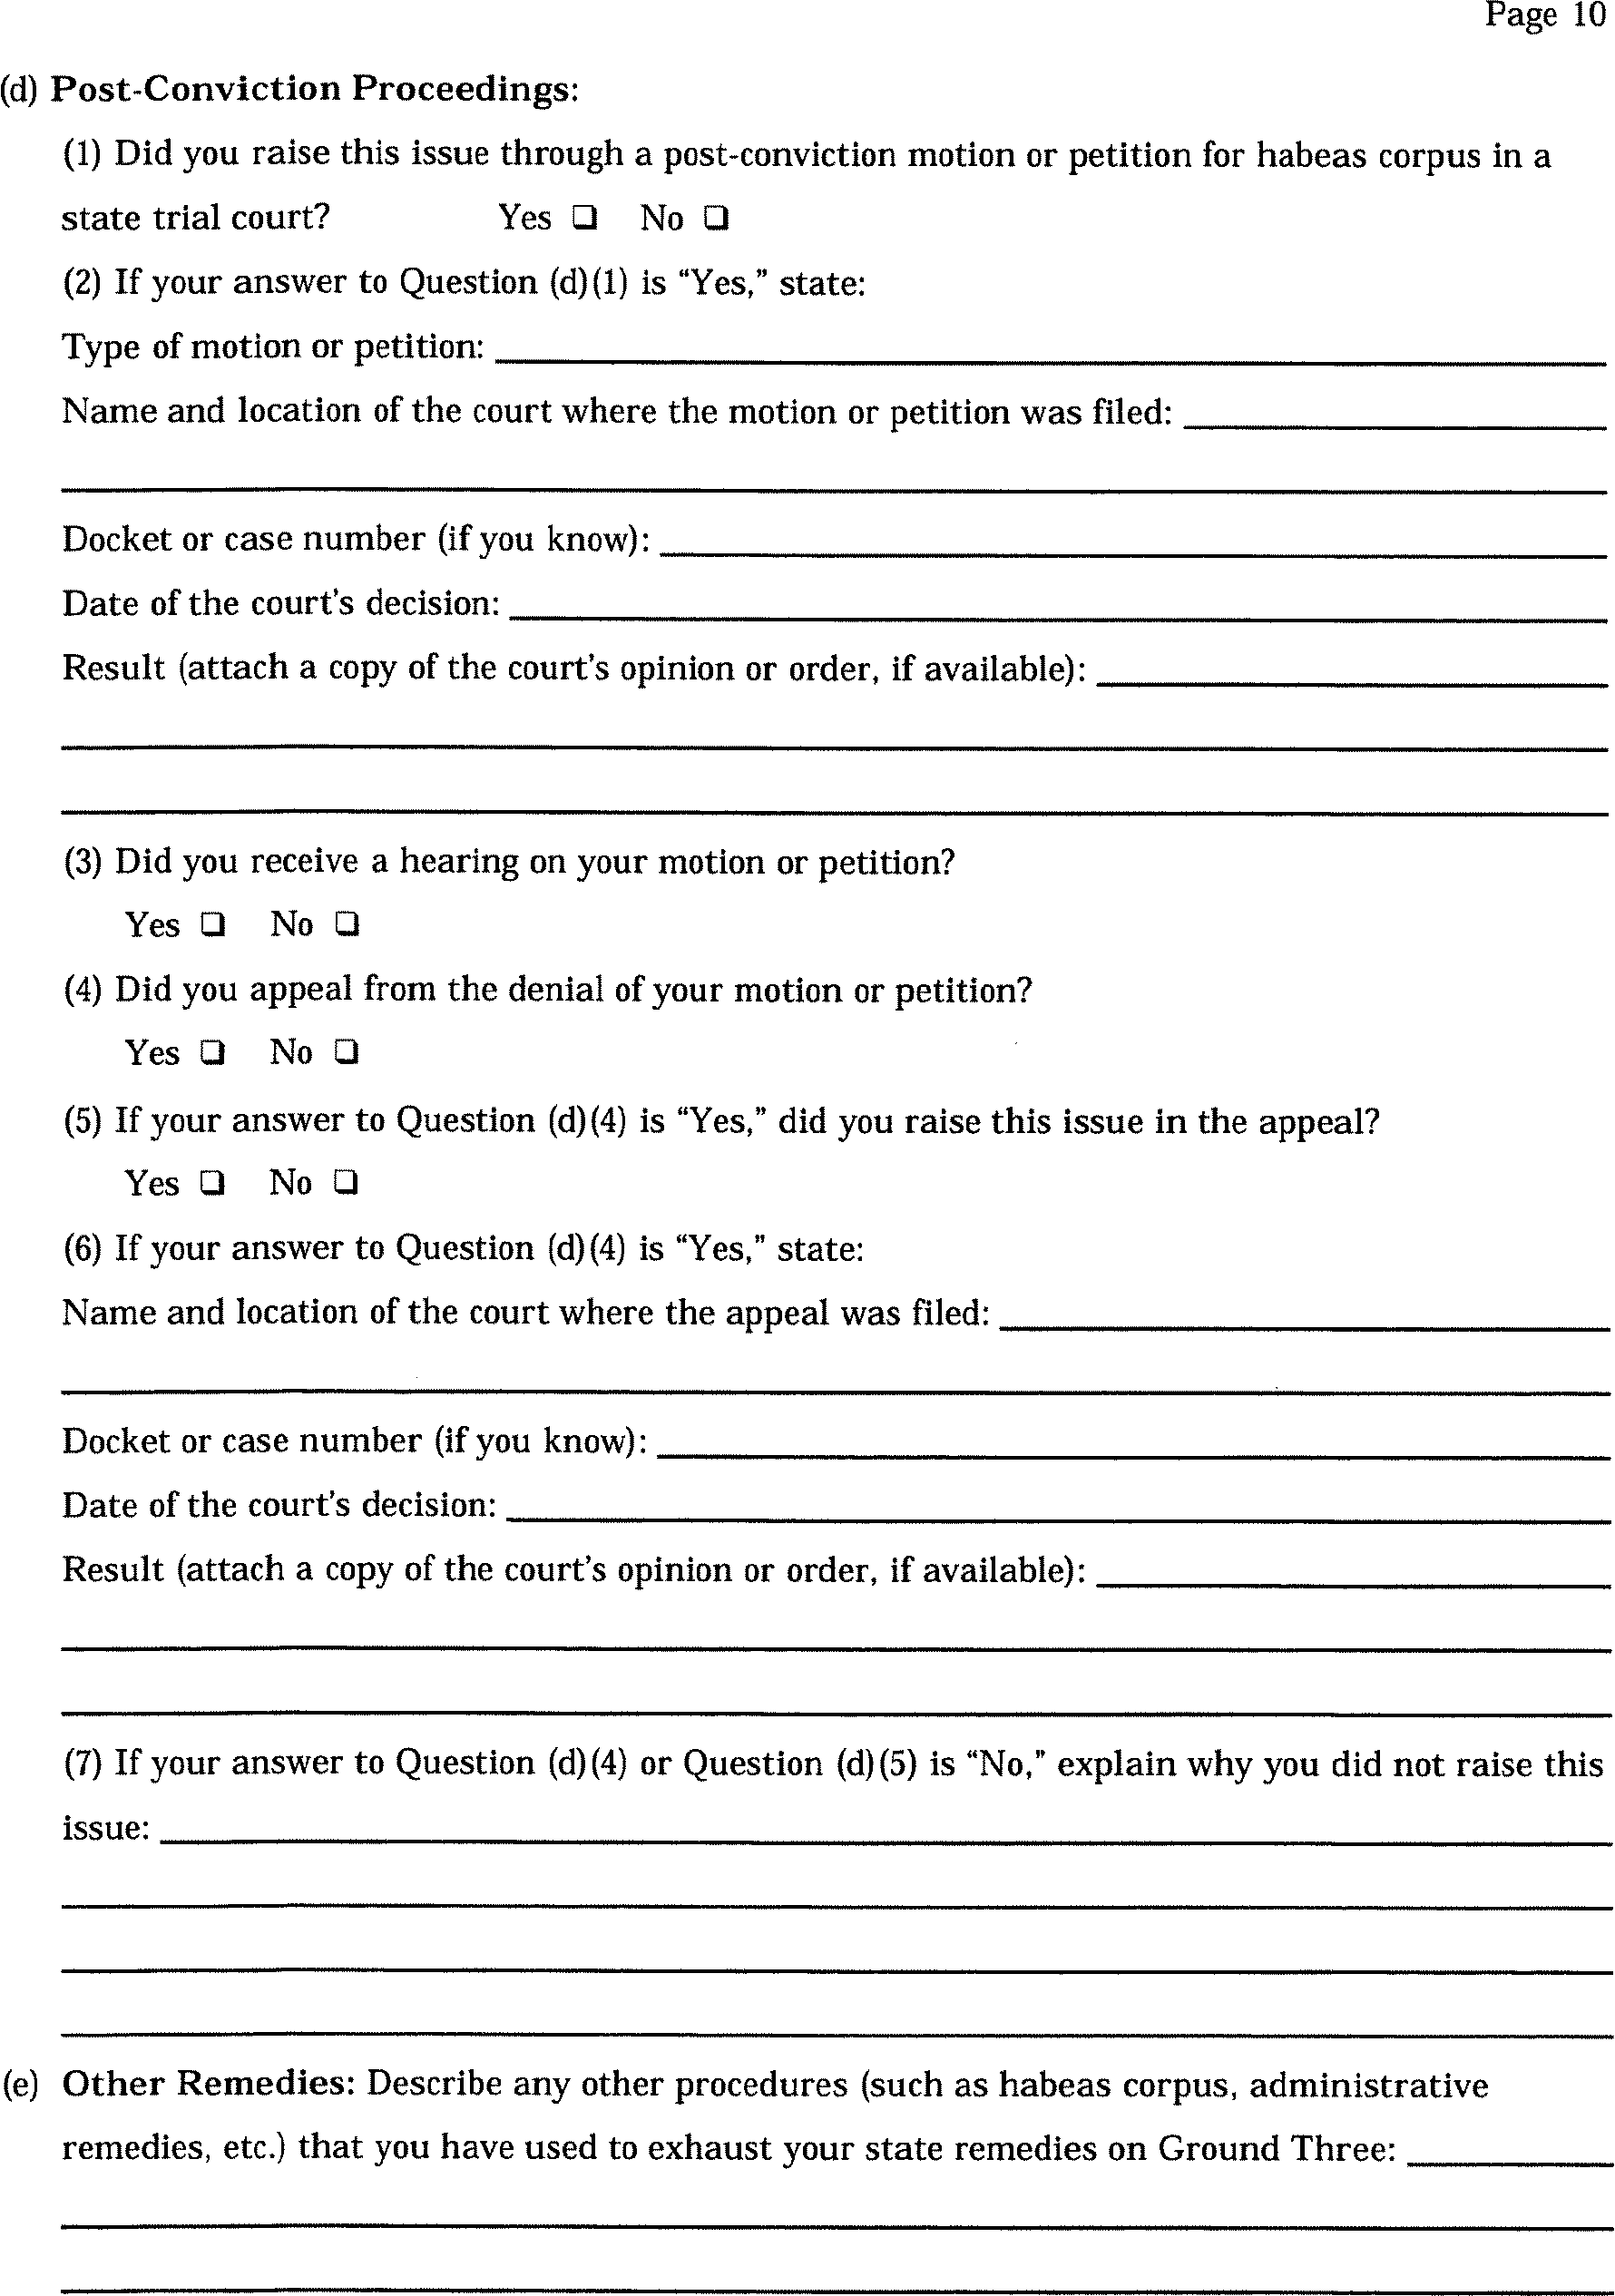 Page 10
(d) Post-Conviction Proceedings:
(1) Did you raise this issue through a post-conviction motion or petition for habeas corpus in a
state trial court? Yes ❑ No ❑
(2) If your answer to Question (d)(1) is “Yes,” state:
Type of motion or petition:
Name and location of the court where the motion or petition was filed:
Docket or case number (if you know):
Date of the court’s decision:
Result (attach a copy of the court’s opinion or order, if available):
(3) Did you receive a hearing on your motion or petition?
Yes ❑ No ❑
(4) Did you appeal from the denial of your motion or petition?
Yes ❑ No ❑
(5) If your answer to Question (d)(4) is “Yes,” did you raise this issue in the appeal?
Yes ❑ No ❑
(6) If your answer to Question (d)(4) is “Yes,” state:
Name and location of the court where the appeal was filed:
Docket or case number (if you know):
Date of the court’s decision:
Result (attach a copy of the court’s opinion or order, if available):
(7) If your answer to Question (d)(4) or Question (d)(5) is “No,” explain why you did not raise this
issue:
(e) Other Remedies: Describe any other procedures (such as habeas corpus, administrative
remedies, etc.) that you have used to exhaust your state remedies on Ground Three: